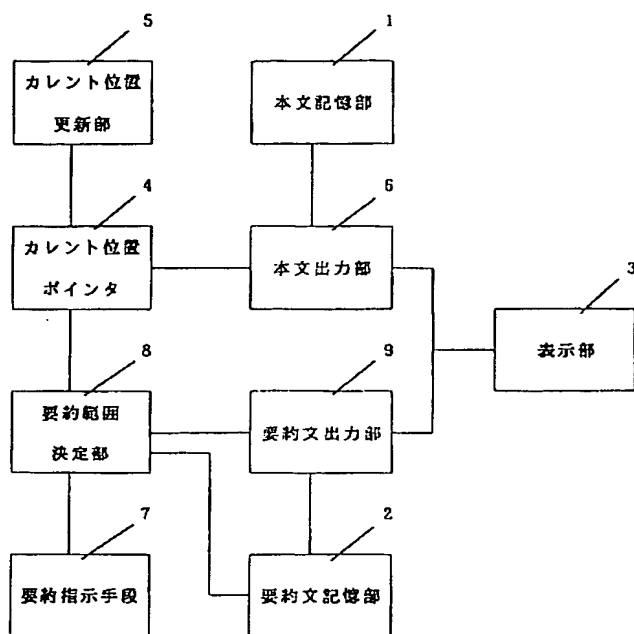 5
カレント位置
更新部
1
本文記憶部
4
カレント位置
ポインタ
6
本文出力部
3
表示部
8
要約範囲
決定部
9
要約文出力部
7
要約指示手段
2
要約文記憶部